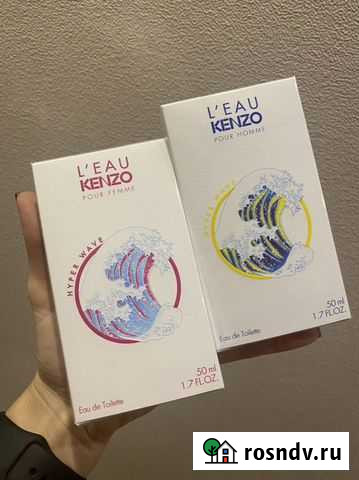 L'EAU
KENZO
POUR FEMME
HYPER WAVE
50 ml
1.7 FL.OZ.
Eau de Toilette
L'EAU
KENZO
POUR HOMME
HYPER WAVE
50 ml
1.7 FL.OZ.
Eau de Toilette
rosndv.ru